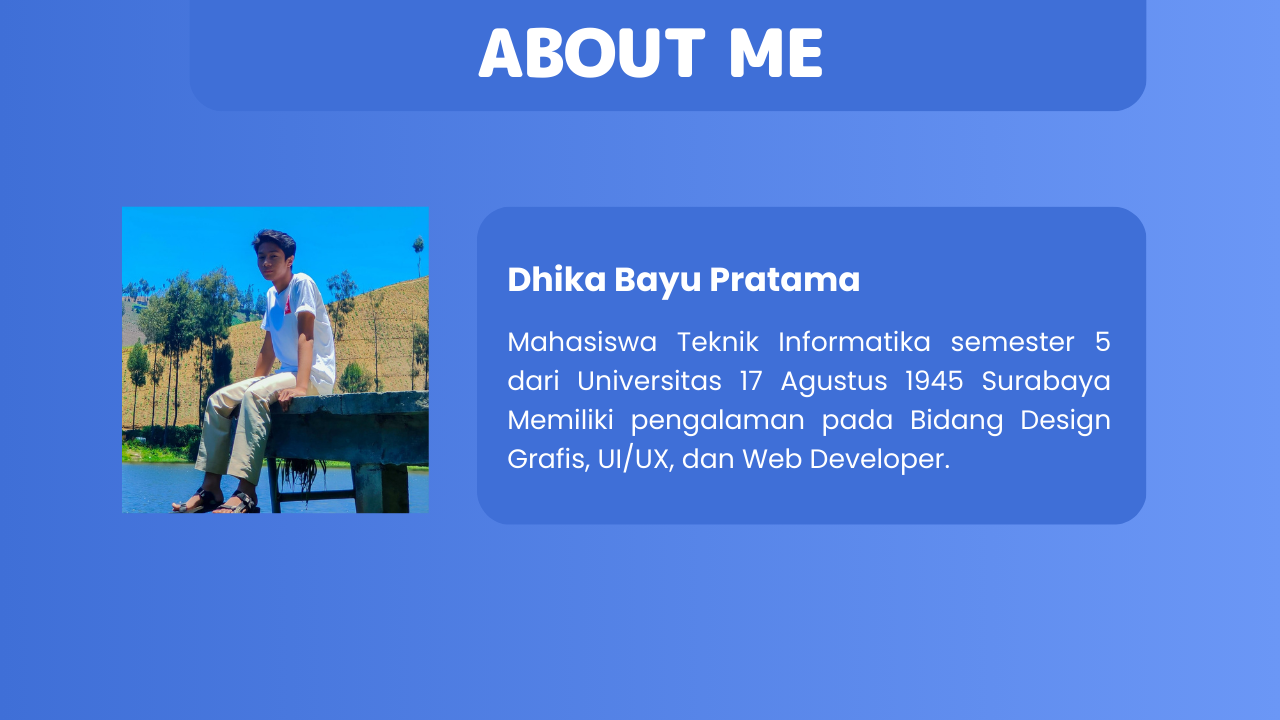 ABOUT ME
Dhika Bayu Pratama
Mahasiswa Teknik Informatika semester 5
dari Universitas 17 Agustus 1945 Surabaya
Memiliki pengalaman pada Bidang Design
Grafis, UI/UX, dan Web Developer.